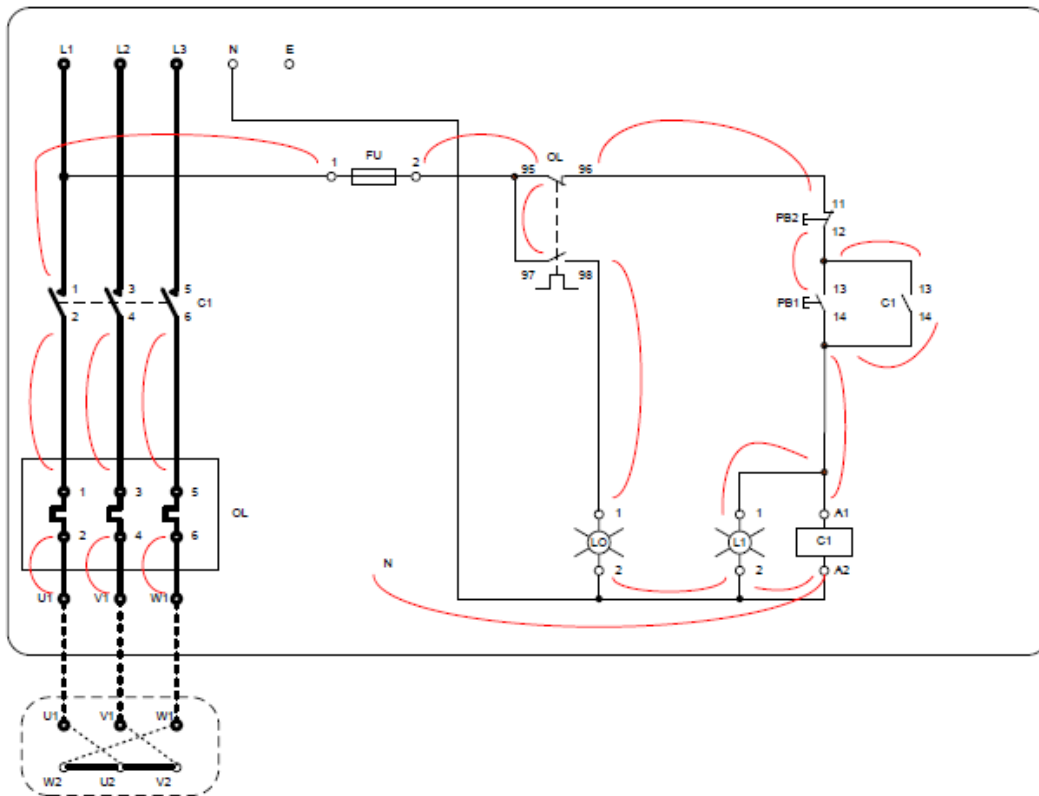 L1 L2 L3 N E
1 FU 2 95 OL 96
11
PB2
12
97 98
1 3 5 C1
2 4 6
13 13
PB1 C1
14 14
1 3 5
OL
2 4 6
1 1 A1
LO L1 C1
N
2 2 A2
U1 V1 W1
U1 V1 W1
W2 U2 V2